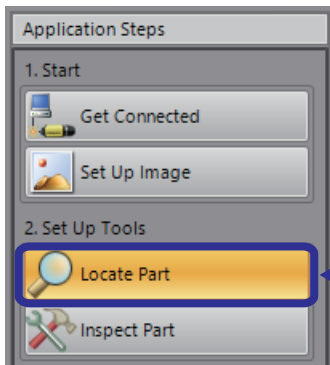 Application Steps
1. Start
Get Connected
Set Up Image
2. Set Up Tools
Locate Part
Inspect Part